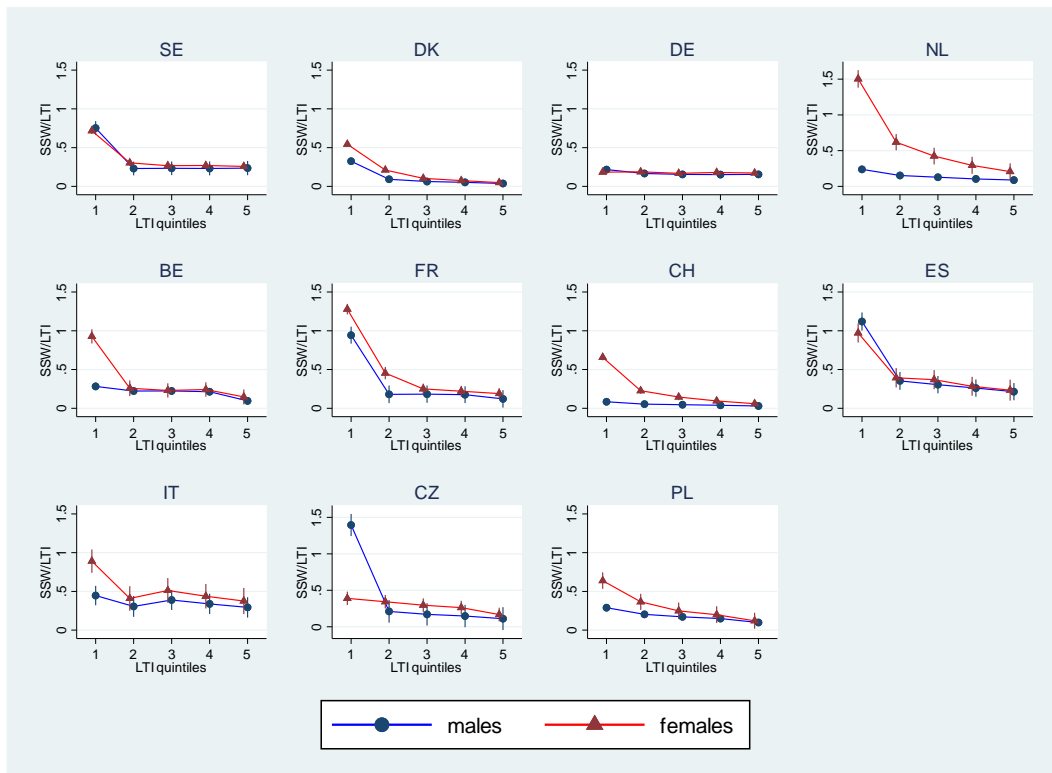 SE
SSW/LTI
0 .5 1 1.5
1 2 3 4 5
LTI quintiles
DK
SSW/LTI
0 .5 1 1.5
1 2 3 4 5
LTI quintiles
DE
SSW/LTI
0 .5 1 1.5
1 2 3 4 5
LTI quintiles
NL
SSW/LTI
0 .5 1 1.5
1 2 3 4 5
LTI quintiles
BE
SSW/LTI
0 .5 1 1.5
1 2 3 4 5
LTI quintiles
FR
SSW/LTI
0 .5 1 1.5
1 2 3 4 5
LTI quintiles
CH
SSW/LTI
0 .5 1 1.5
1 2 3 4 5
LTI quintiles
ES
SSW/LTI
0 .5 1 1.5
1 2 3 4 5
LTI quintiles
IT
SSW/LTI
0 .5 1 1.5
1 2 3 4 5
LTI quintiles
CZ
SSW/LTI
0 .5 1 1.5
1 2 3 4 5
LTI quintiles
PL
SSW/LTI
0 .5 1 1.5
1 2 3 4 5
LTI quintiles
males females